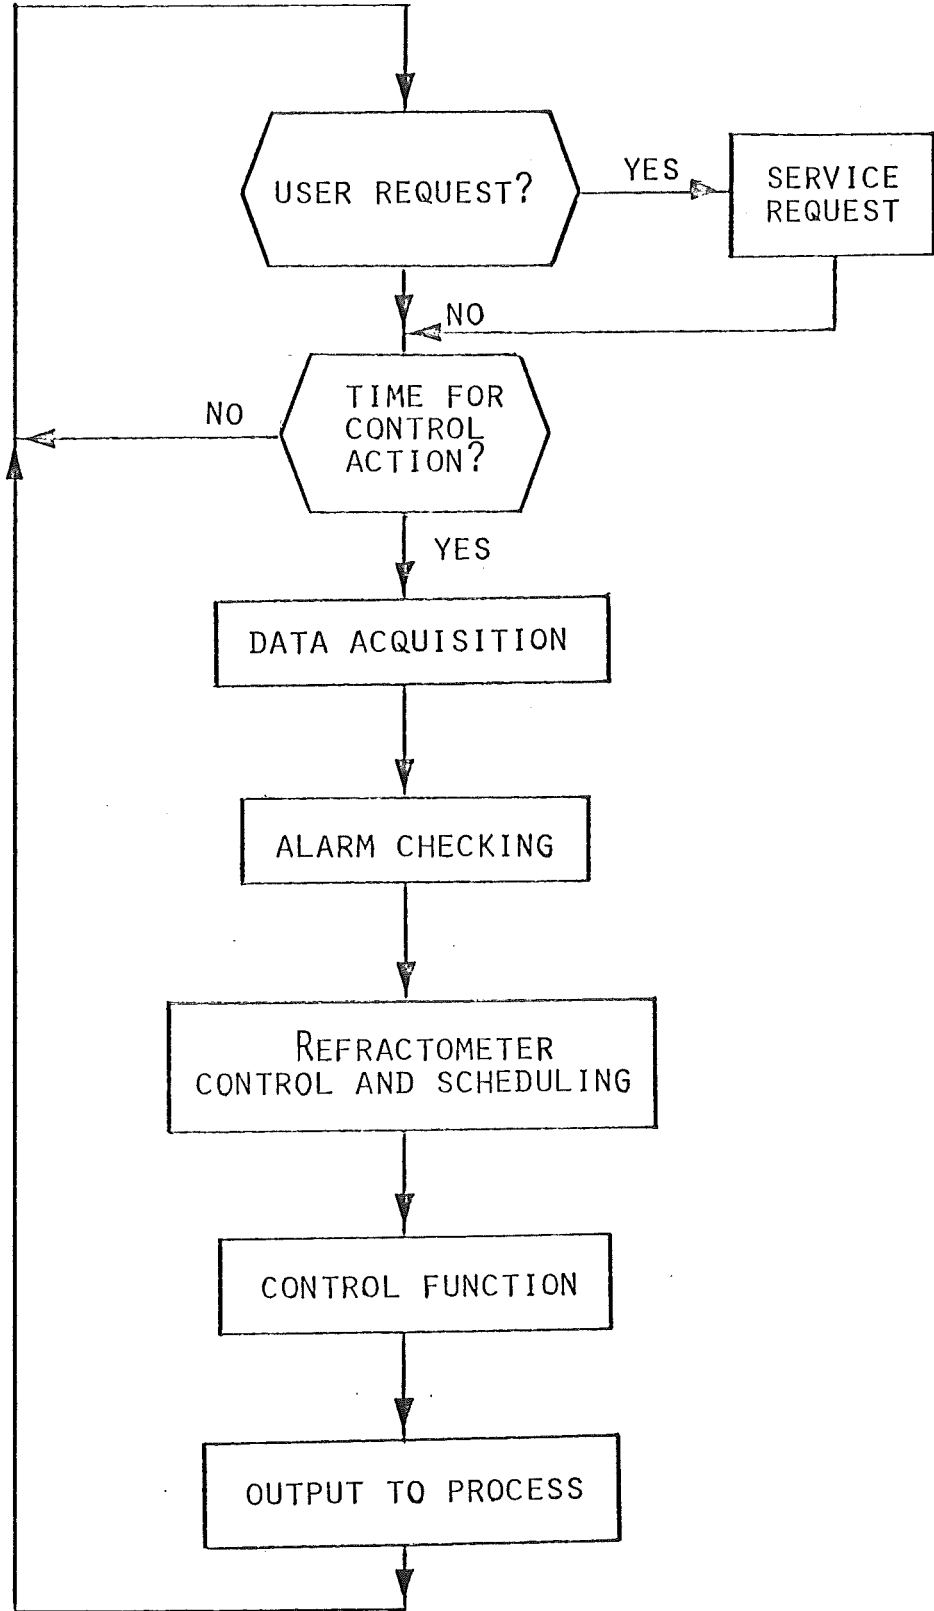 USER REQUEST?
YES
SERVICE
REQUEST
NO
TIME FOR
CONTROL
ACTION?
NO
YES
DATA ACQUISITION
ALARM CHECKING
REFRACTOMETER
CONTROL AND SCHEDULING
CONTROL FUNCTION
OUTPUT TO PROCESS